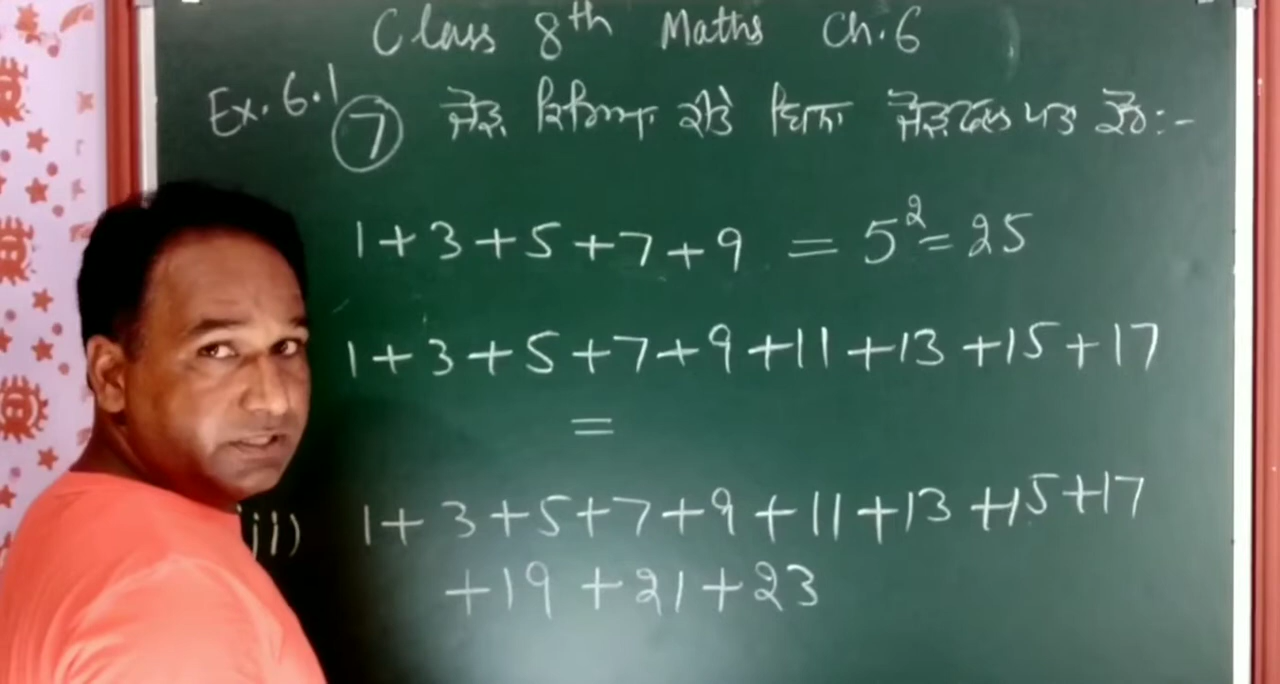 Class 8th Maths Ch.6
Ex. 6.1 7 ਜੋੜ ਕਿਰਿਆ ਕੀਤੇ ਬਿਨਾਂ ਜੋੜਫਲ ਪਤਾ ਕਰੋ:-
1+3+5+7+9 = 5²= 25
1+3+5+7+9+11+13+15+17
=
iii) 1+3+5+7+9+11+13+15+17
+19+21+23